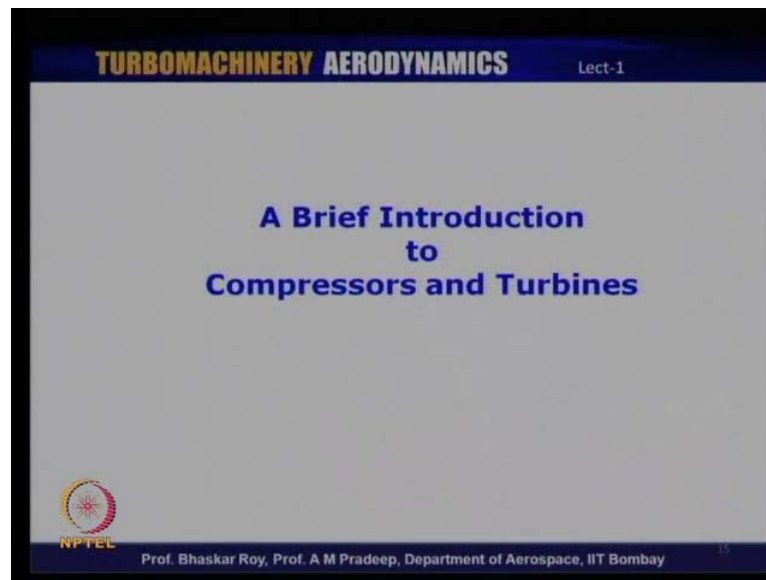 TURBOMACHINERY AERODYNAMICS Lect-1
A Brief Introduction
to
Compressors and Turbines
NPTEL
Prof. Bhaskar Roy, Prof. A M Pradeep, Department of Aerospace, IIT Bombay
15